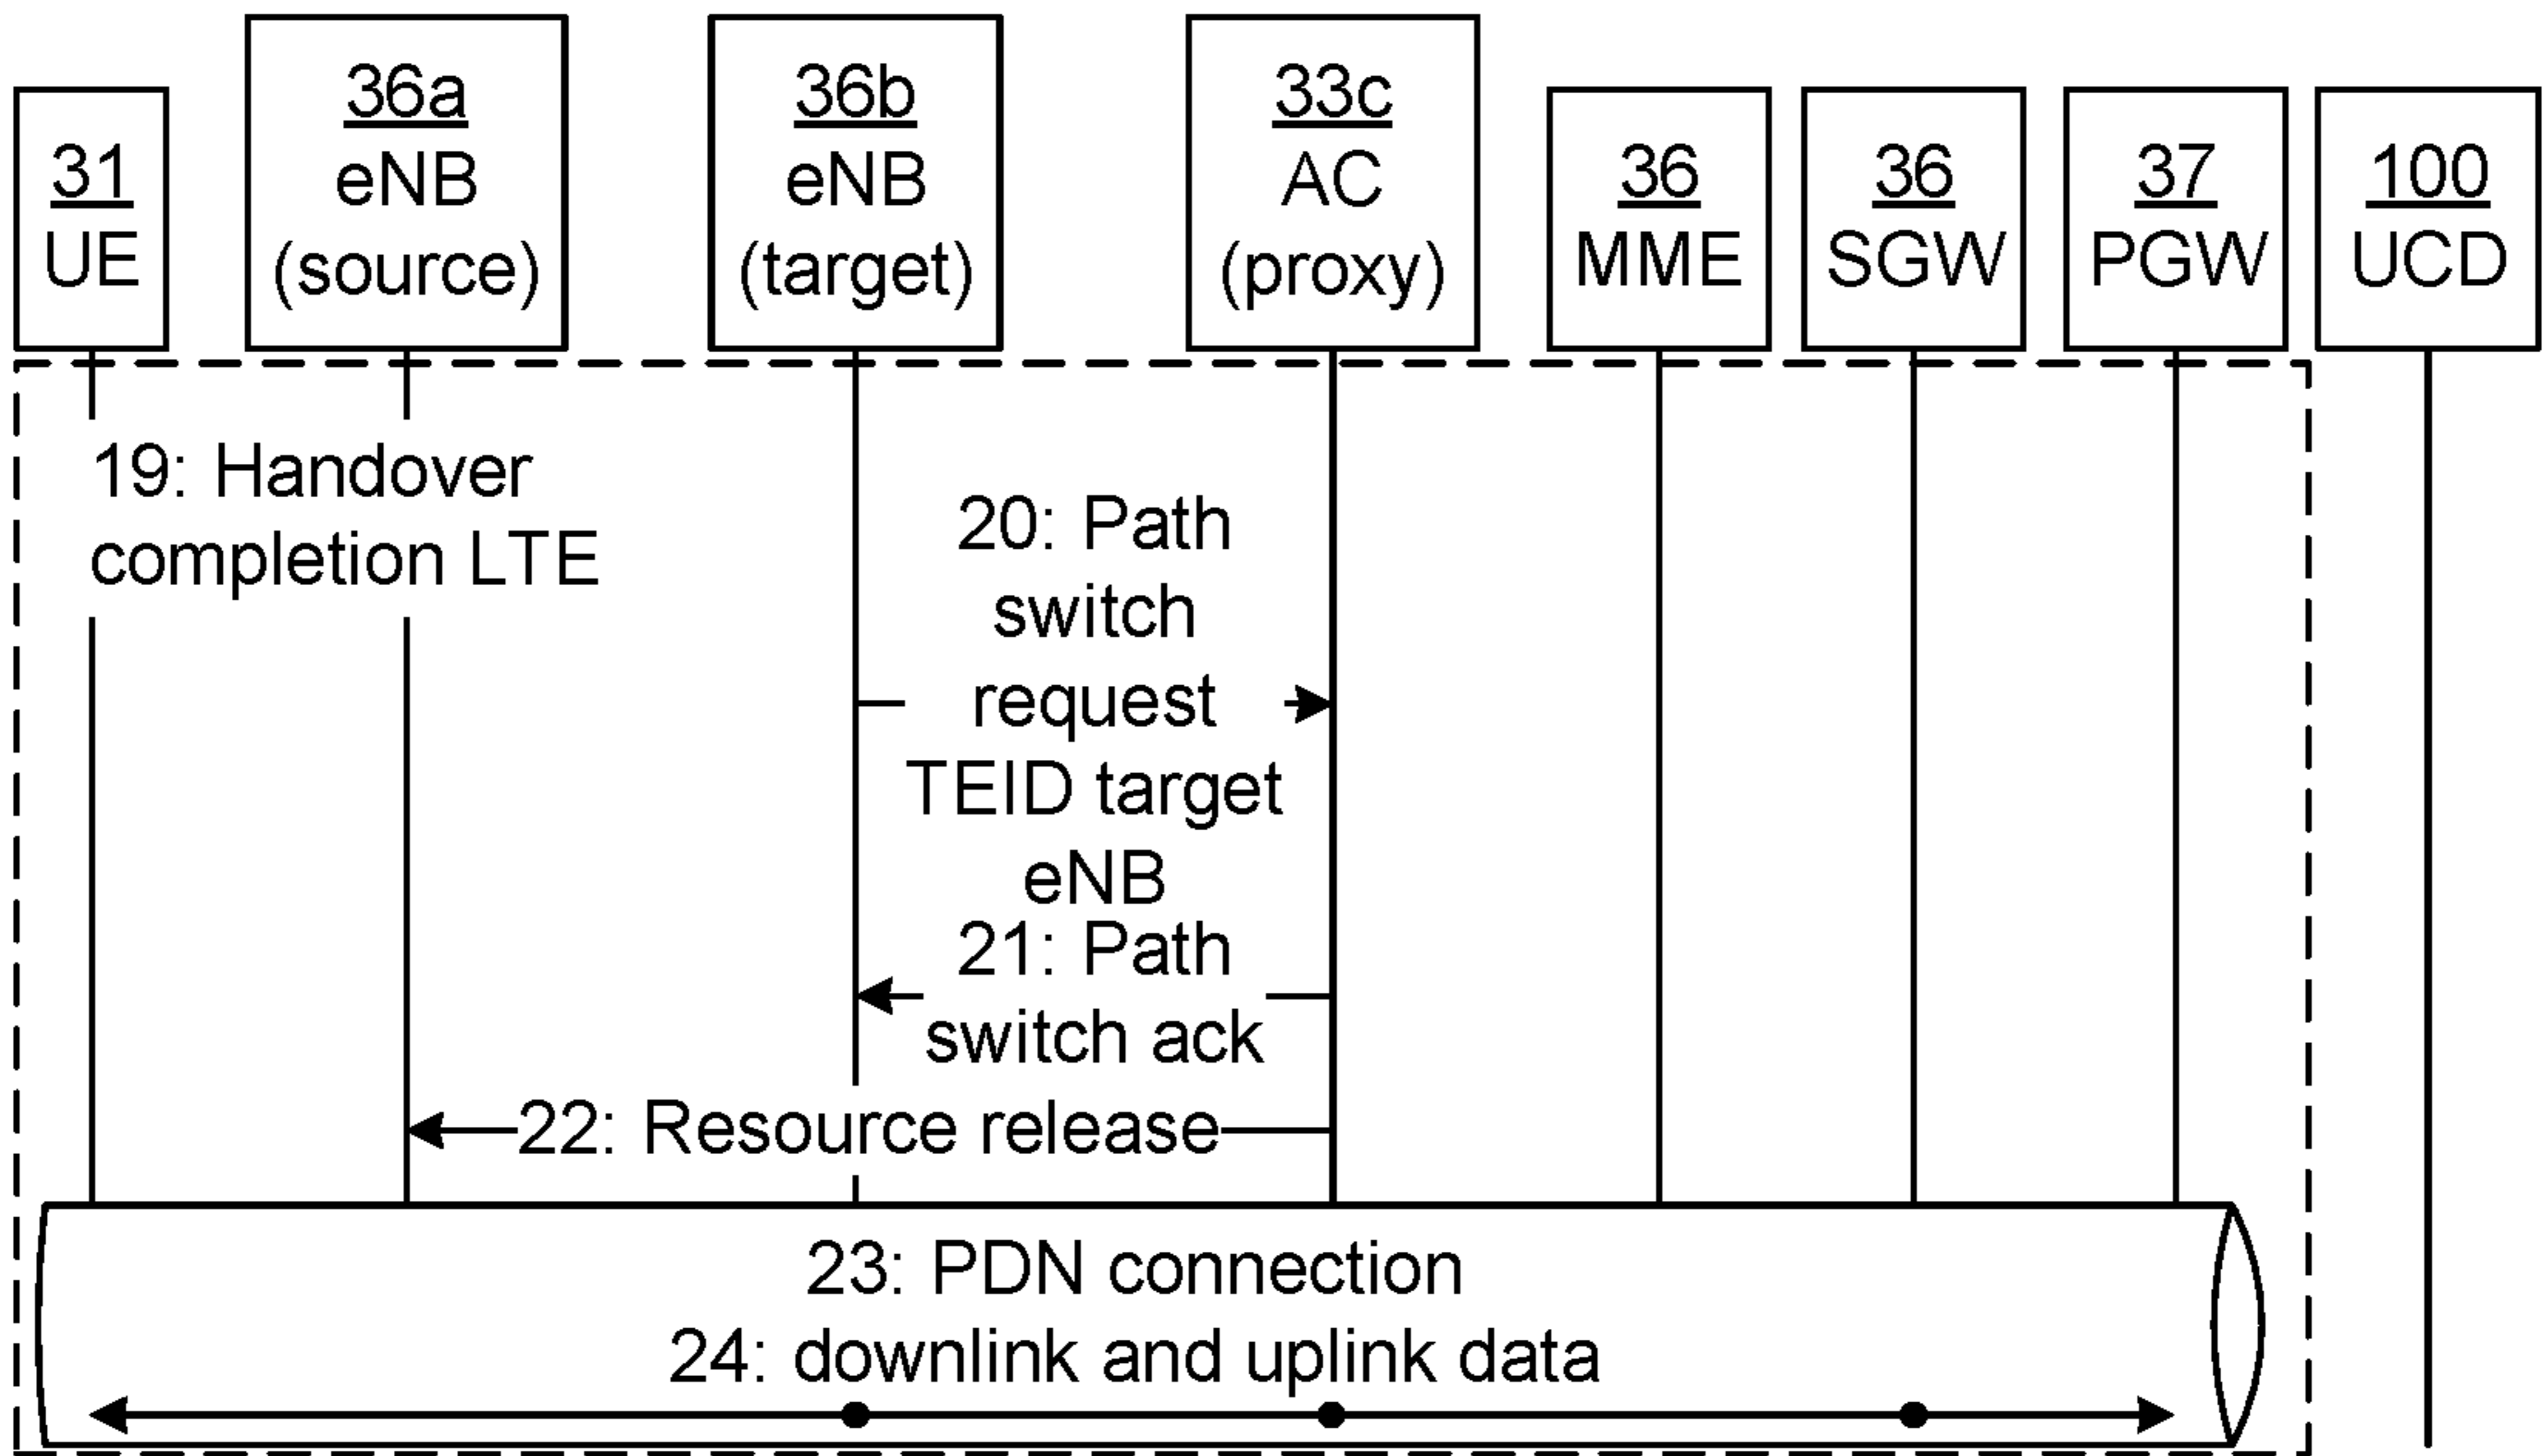 31
UE
36a
eNB
(source)
36b
eNB
(target)
33c
AC
(proxy)
36
MME
36
SGW
37
PGW
100
UCD
19: Handover
completion LTE
20: Path
switch
request
TEID target
eNB
21: Path
switch ack
22: Resource release
23: PDN connection
24: downlink and uplink data